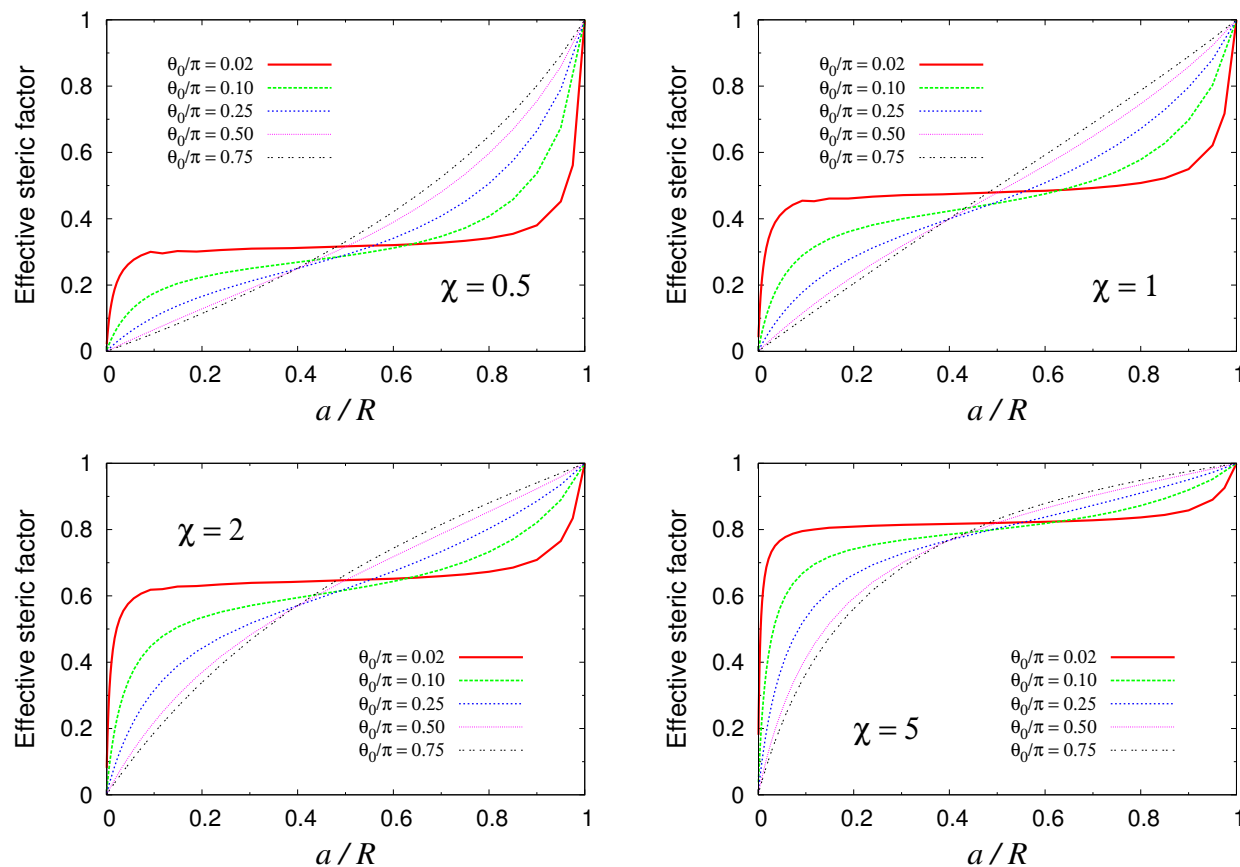 Effective steric factor
1
0.8
0.6
0.4
0.2
0
θ0/π = 0.02
θ0/π = 0.10
θ0/π = 0.25
θ0/π = 0.50
θ0/π = 0.75
χ = 0.5
0 0.2 0.4 0.6 0.8 1
a / R
Effective steric factor
1
0.8
0.6
0.4
0.2
0
θ0/π = 0.02
θ0/π = 0.10
θ0/π = 0.25
θ0/π = 0.50
θ0/π = 0.75
χ = 1
0 0.2 0.4 0.6 0.8 1
a / R
Effective steric factor
1
0.8
0.6
0.4
0.2
0
χ = 2
θ0/π = 0.02
θ0/π = 0.10
θ0/π = 0.25
θ0/π = 0.50
θ0/π = 0.75
0 0.2 0.4 0.6 0.8 1
a / R
Effective steric factor
1
0.8
0.6
0.4
0.2
0
θ0/π = 0.02
θ0/π = 0.10
θ0/π = 0.25
θ0/π = 0.50
θ0/π = 0.75
χ = 5
0 0.2 0.4 0.6 0.8 1
a / R